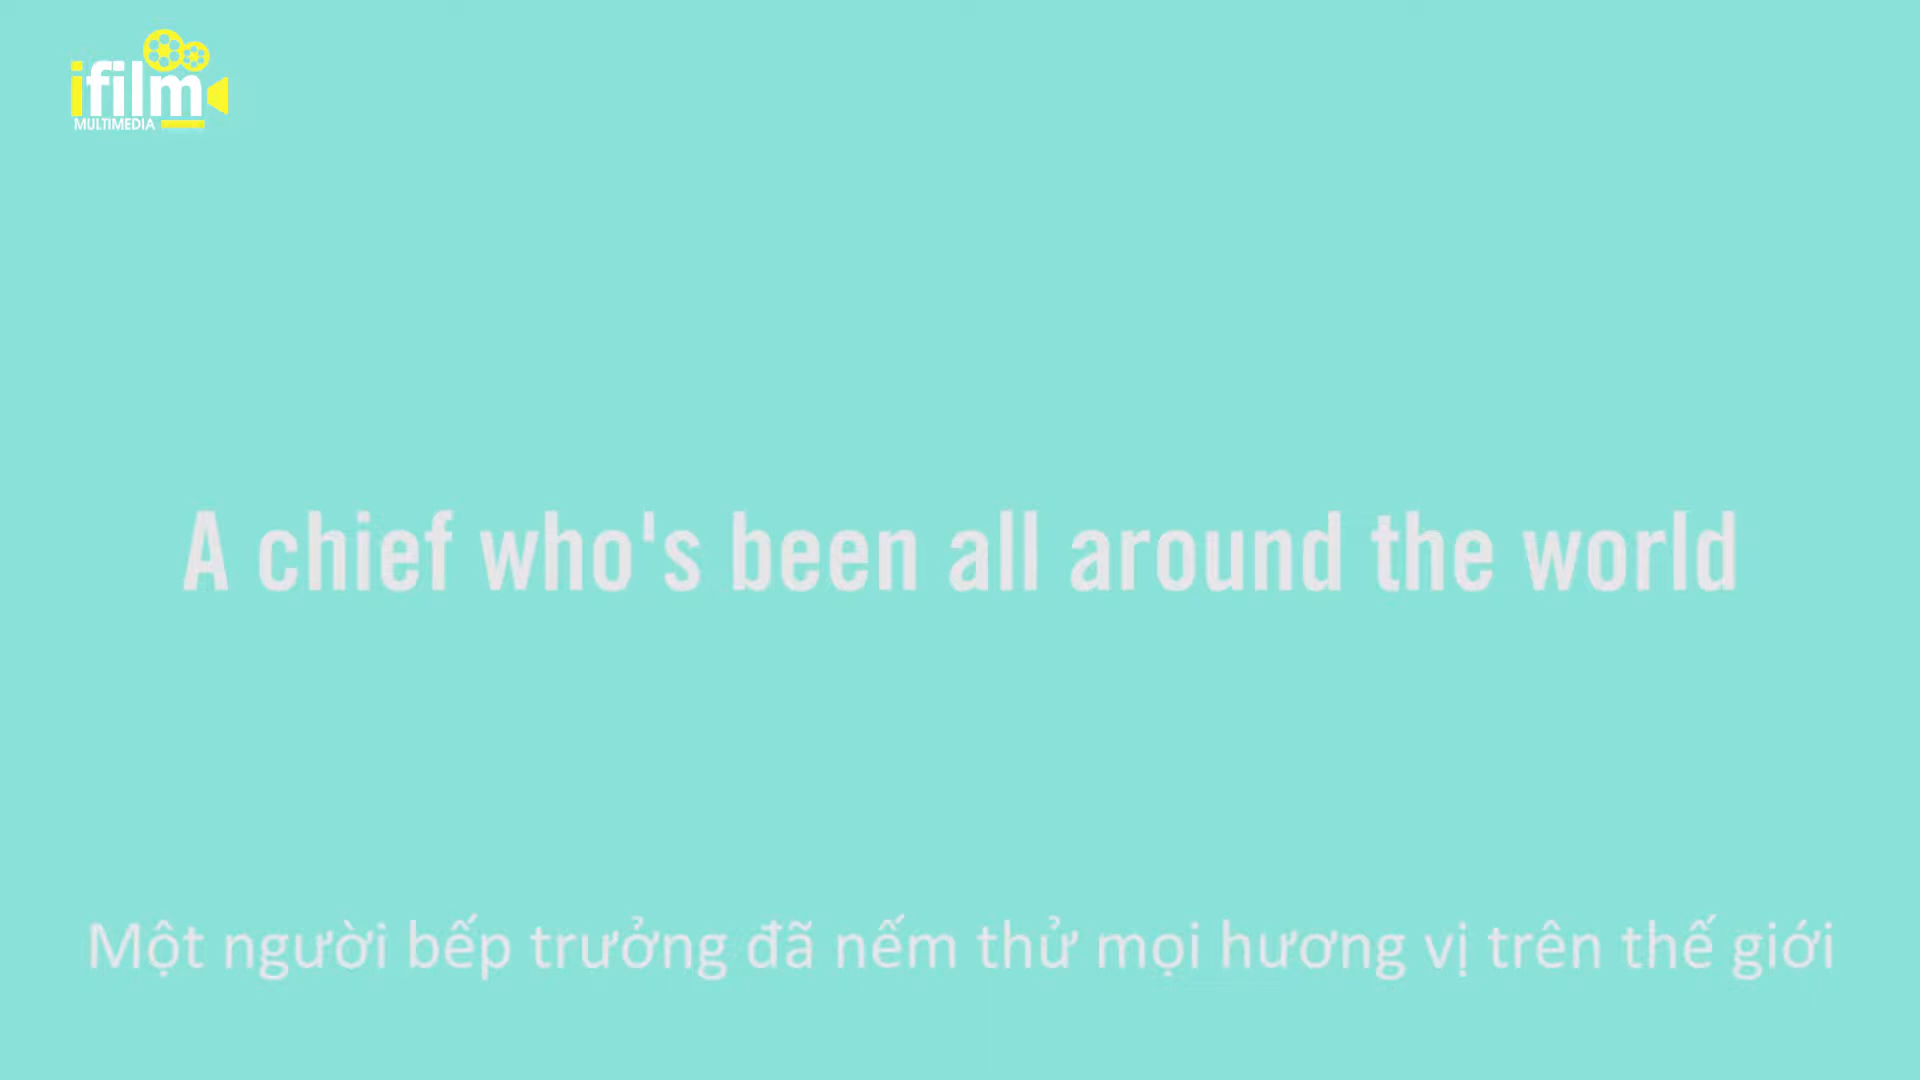 ifilm
MULTIMEDIA
A chief who's been all around the world
Một người bếp trưởng đã nếm thử mọi hương vị trên thế giới